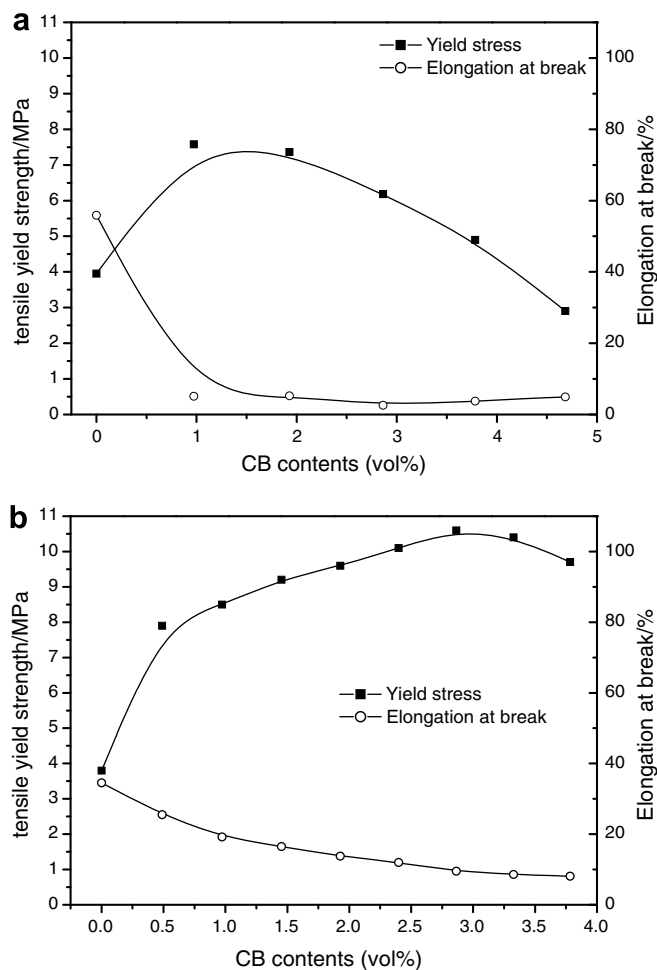 a
Yield stress
Elongation at break
tensile yield strength/MPa
11
10
9
8
7
6
5
4
3
2
1
0
100
80
60
40
20
0
Elongation at break/%
0 1 2 3 4 5
CB contents (vol%)
b
Yield stress
Elongation at break
tensile yield strength/MPa
11
10
9
8
7
6
5
4
3
2
1
0
100
80
60
40
20
0
Elongation at break/%
0.0 0.5 1.0 1.5 2.0 2.5 3.0 3.5 4.0
CB contents (vol%)